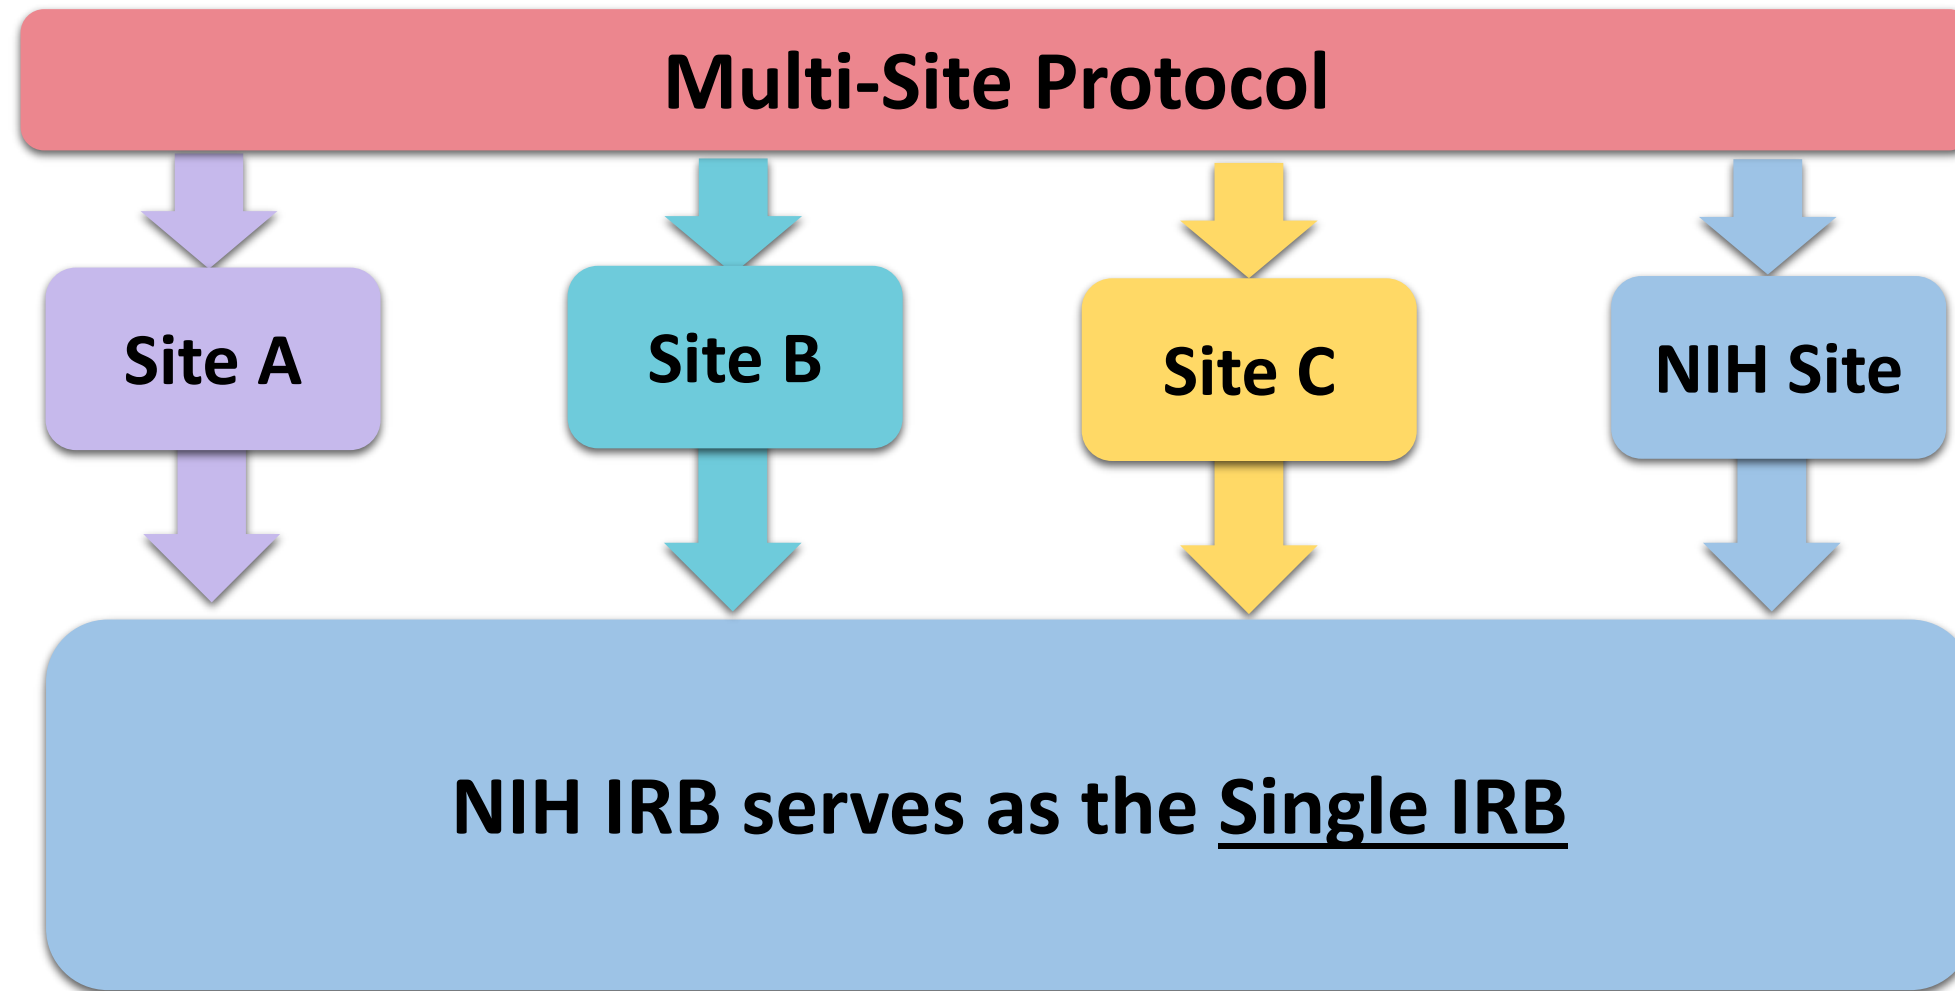 Multi-Site Protocol
Site A
Site B
Site C
NIH Site
NIH IRB serves as the Single IRB